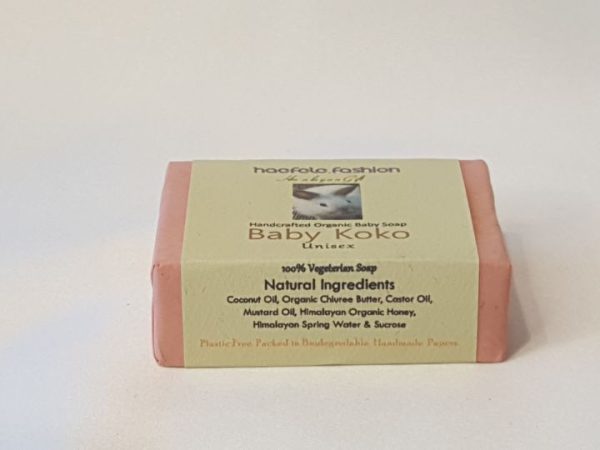 haefele.fashion
Handcrafted Organic Baby Soap
Baby Koko
Unisex
100% Vegetarian Soap
Natural Ingredients
Coconut Oil, Organic Chiuree Butter, Castor Oil,
Mustard Oil, Himalayan Organic Honey,
Himalayan Spring Water & Sucrose
Plastic Free. Packed in Biodegradable, Handmade, Papers.